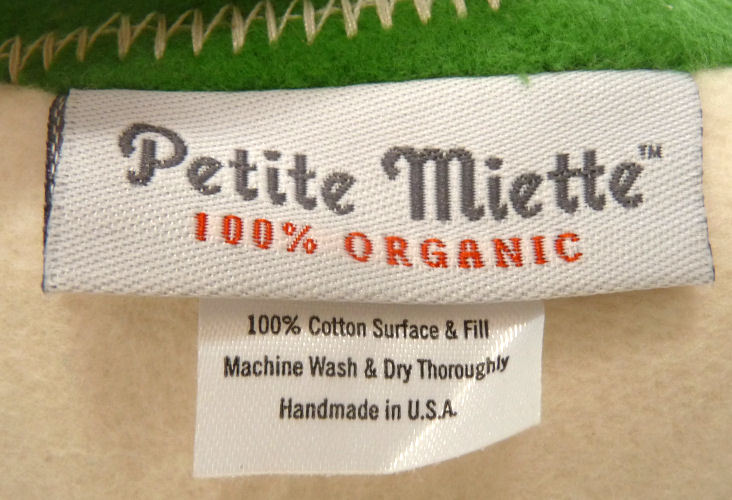 Petite Miette™
100% ORGANIC
100% Cotton Surface & Fill
Machine Wash & Dry Thoroughly
Handmade in U.S.A.